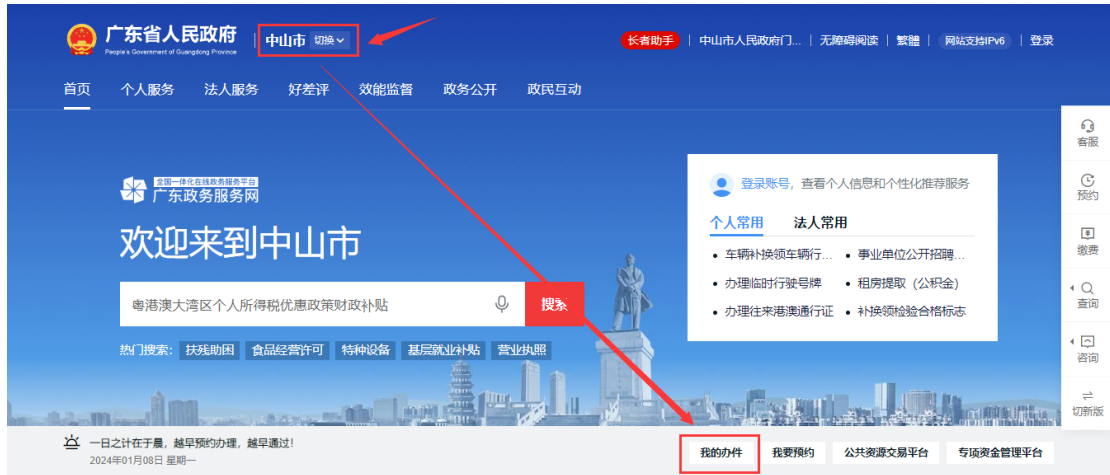 广东省人民政府
People's Government of Guangdong Province
中山市 切换
长者助手
中山市人民政府门...
无障碍阅读
繁體
网站支持IPv6
登录
首页
个人服务
法人服务
好差评
效能监督
政务公开
政民互动
客服
预约
缴费
查询
咨询
切新版
全国一体化在线政务服务平台
广东政务服务网
欢迎来到中山市
粤港澳大湾区个人所得税优惠政策财政补贴
搜索
热门搜索: 扶残助困 食品经营许可 特种设备 基层就业补贴 营业执照
登录账号，查看个人信息和个性化推荐服务
个人常用 法人常用
• 车辆补换领车辆行... • 事业单位公开招聘...
• 办理临时行驶号牌 • 租房提取（公积金）
• 办理往来港澳通行证 • 补换领检验合格标志
一日之计在于晨，越早预约办理，越早通过！
2024年01月08日 星期一
我的办件
我要预约
公共资源交易平台
专项资金管理平台